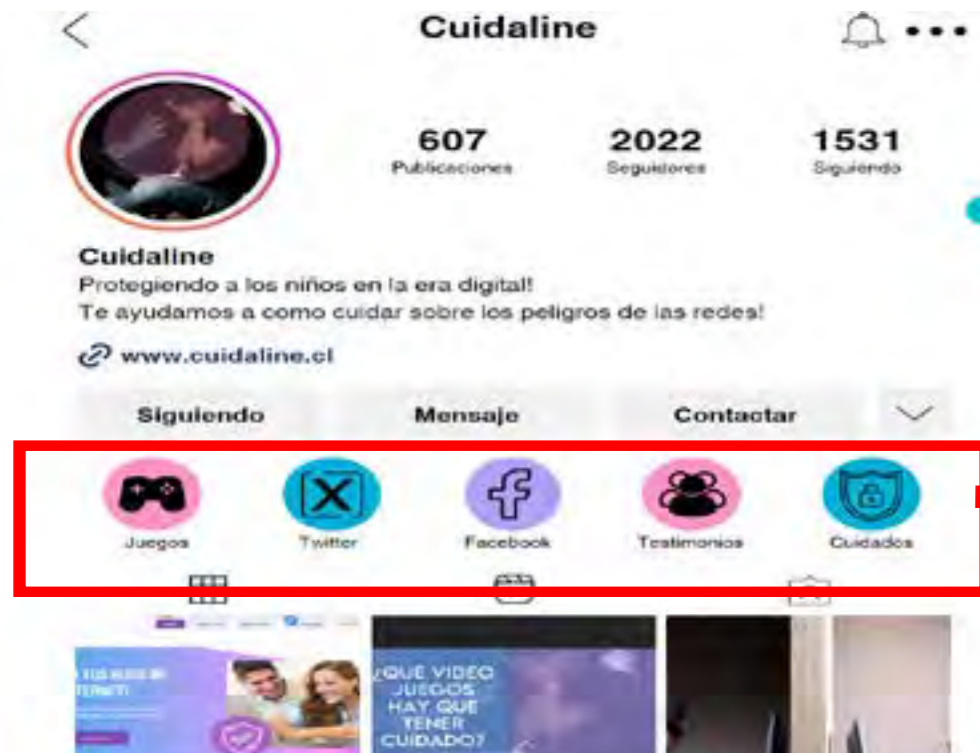 Cuidaline
607 2022 1531
Publicaciones Seguidores Siguiendo
Cuidaline
Protegiendo a los niños en la era digital!
Te ayudamos a como cuidar sobre los peligros de las redes!
www.cuidaline.cl
Siguiendo Mensaje Contactar
Juegos Twitter Facebook Testimonios Cuidados
¿QUE VIDEO
JUEGOS
HAY QUE
TENER
CUIDADO?